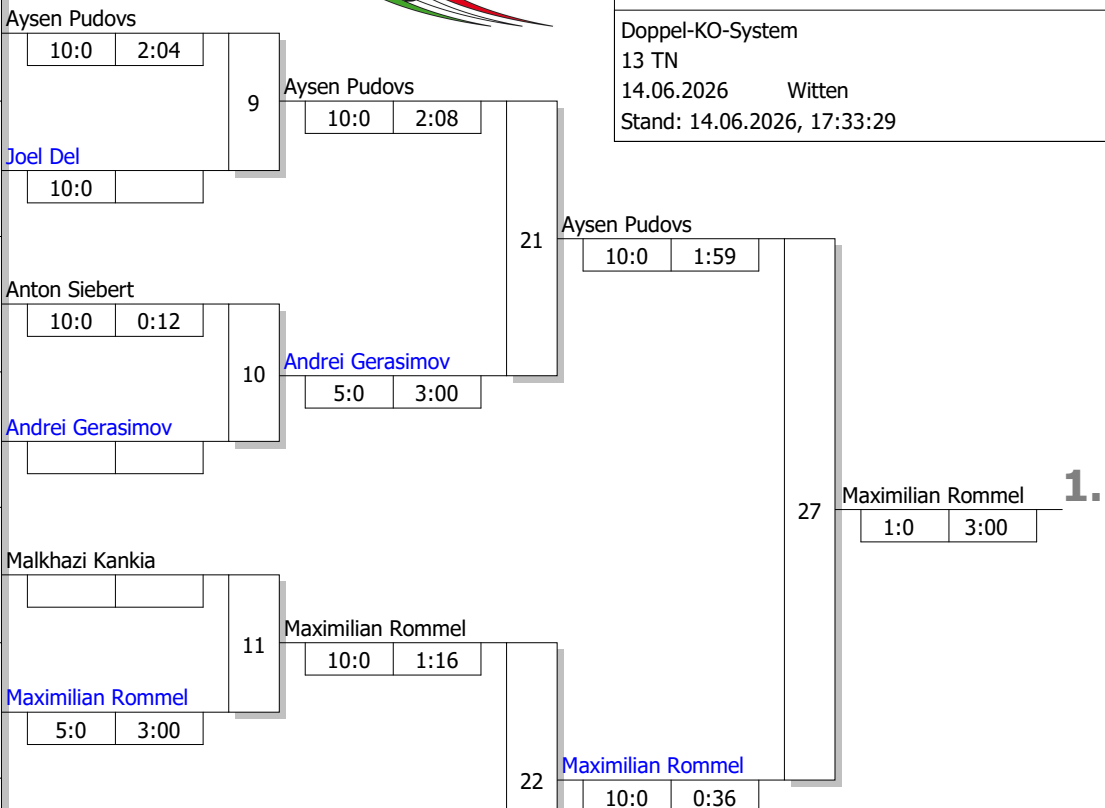 Doppel-KO-System
13 TN
14.06.2026 Witten
Stand: 14.06.2026, 17:33:29
Aysen Pudovs
10:0 2:04
9
Joel Del
10:0
Aysen Pudovs
10:0 2:08
21
Anton Siebert
10:0 0:12
10
Andrei Gerasimov
Andrei Gerasimov
5:0 3:00
Aysen Pudovs
10:0 1:59
27
Malkhazi Kankia
11
Maximilian Rommel
5:0 3:00
Maximilian Rommel
10:0 1:16
22
Maximilian Rommel
10:0 0:36
Maximilian Rommel 1.
1:0 3:00